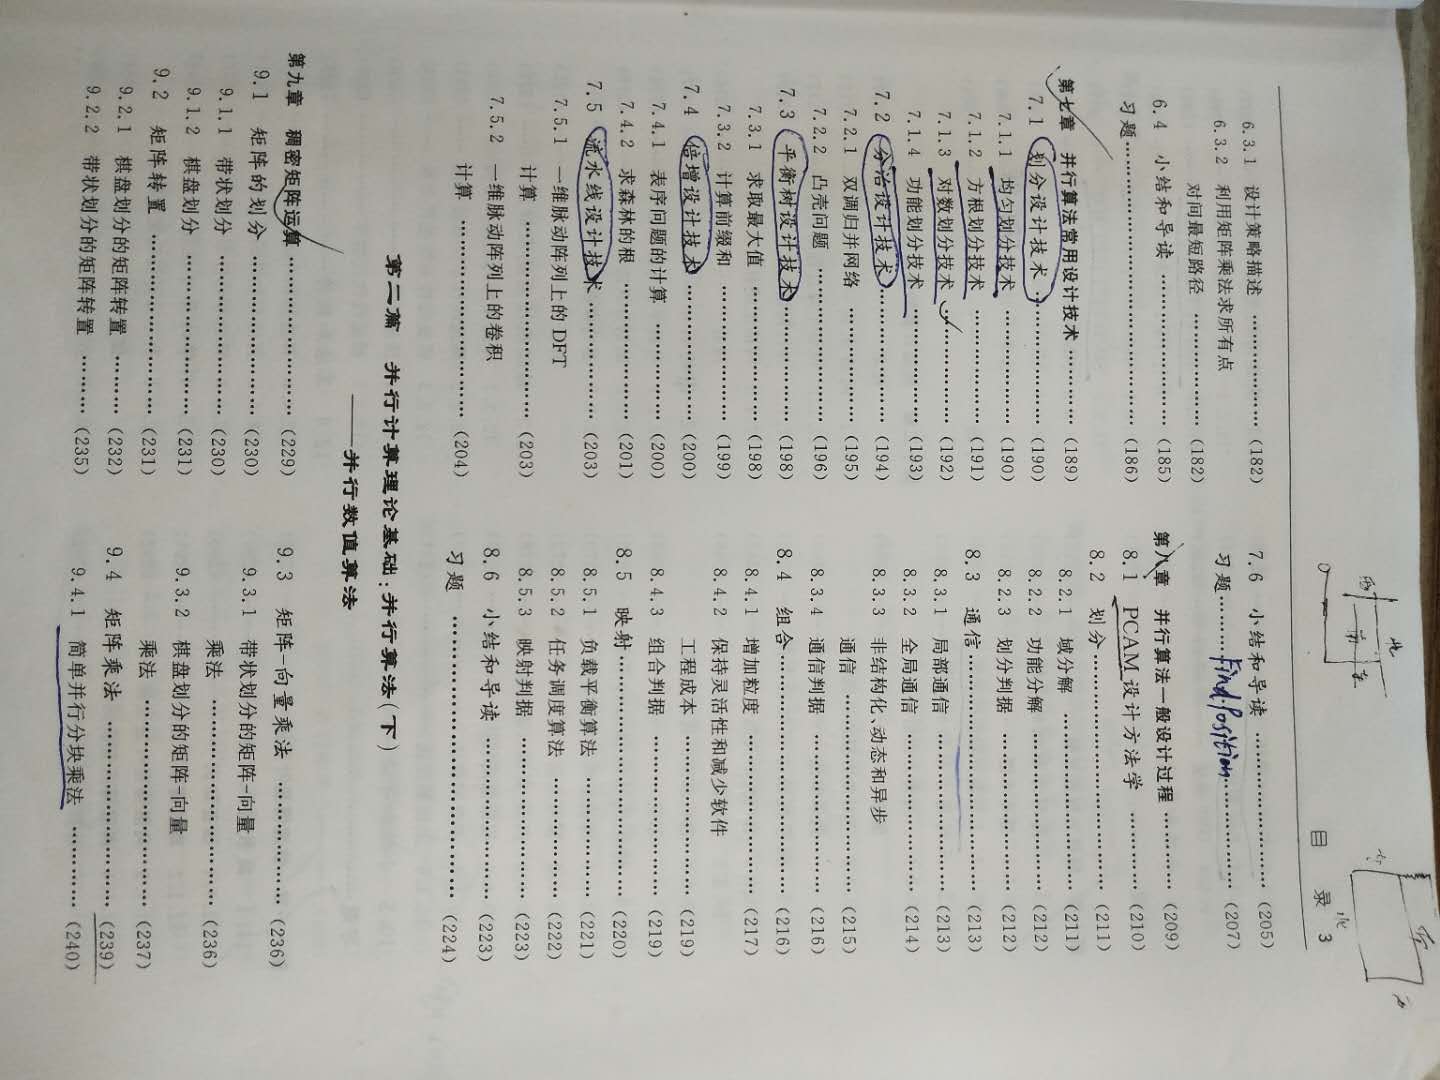 目 录 3
6.3.1 设计策略描述 ……………… (182)
6.3.2 利用矩阵乘法求所有点
对间最短路径 ……………… (182)
6.4 小结和导读 ……………… (185)
习题 ……………… (186)
第七章 并行算法常用设计技术 ……………… (189)
7.1 划分设计技术 ……………… (190)
7.1.1 均匀划分技术 ……………… (190)
7.1.2 方根划分技术 ……………… (191)
7.1.3 对数划分技术 ……………… (192)
7.1.4 功能划分技术 ……………… (193)
7.2 分治设计技术 ……………… (194)
7.2.1 双调归并网络 ……………… (195)
7.2.2 凸壳问题 ……………… (196)
7.3 平衡树设计技术 ……………… (198)
7.3.1 求取最大值 ……………… (198)
7.3.2 计算前缀和 ……………… (199)
7.4 倍增设计技术 ……………… (200)
7.4.1 表序问题的计算 ……………… (200)
7.4.2 求森林的根 ……………… (201)
7.5 流水线设计技术 ……………… (203)
7.5.1 一维脉动阵列上的 DFT
计算 ……………… (203)
7.5.2 一维脉动阵列上的卷积
计算 ……………… (204)
7.6 小结和导读 ……………… (205)
习题 ……………… (207)
Find-Position
第八章 并行算法一般设计过程 ……………… (209)
8.1 PCAM 设计方法学 ……………… (210)
8.2 划分 ……………… (211)
8.2.1 域分解 ……………… (211)
8.2.2 功能分解 ……………… (212)
8.2.3 划分判据 ……………… (212)
8.3 通信 ……………… (213)
8.3.1 局部通信 ……………… (213)
8.3.2 全局通信 ……………… (214)
8.3.3 非结构化、动态和异步
通信 ……………… (215)
8.3.4 通信判据 ……………… (216)
8.4 组合 ……………… (216)
8.4.1 增加粒度 ……………… (217)
8.4.2 保持灵活性和减少软件
工程成本 ……………… (219)
8.4.3 组合判据 ……………… (219)
8.5 映射 ……………… (220)
8.5.1 负载平衡算法 ……………… (221)
8.5.2 任务调度算法 ……………… (222)
8.5.3 映射判据 ……………… (223)
8.6 小结和导读 ……………… (223)
习题 ……………… (224)
第二篇 并行计算理论基础:并行算法(下)
——并行数值算法
第九章 稠密矩阵运算 ……………… (229)
9.1 矩阵的划分 ……………… (230)
9.1.1 带状划分 ……………… (230)
9.1.2 棋盘划分 ……………… (231)
9.2 矩阵转置 ……………… (231)
9.2.1 棋盘划分的矩阵转置 ……………… (232)
9.2.2 带状划分的矩阵转置 ……………… (235)
9.3 矩阵-向量乘法 ……………… (236)
9.3.1 带状划分的矩阵-向量
乘法 ……………… (236)
9.3.2 棋盘划分的矩阵-向量
乘法 ……………… (237)
9.4 矩阵乘法 ……………… (239)
9.4.1 简单并行分块乘法 ……………… (240)